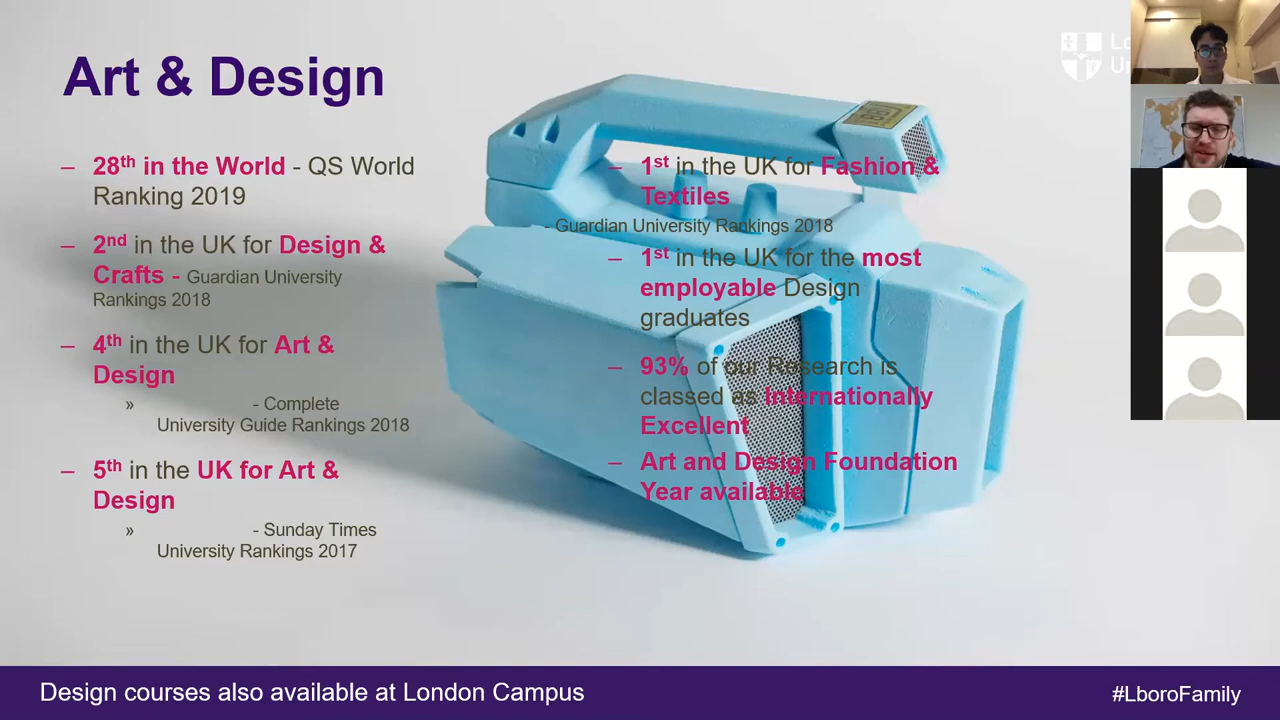 Art & Design
– 28th in the World - QS World
Ranking 2019
– 2nd in the UK for Design &
Crafts - Guardian University
Rankings 2018
– 4th in the UK for Art &
Design
» - Complete
University Guide Rankings 2018
– 5th in the UK for Art &
Design
» - Sunday Times
University Rankings 2017
– 1st in the UK for Fashion &
Textiles
- Guardian University Rankings 2018
– 1st in the UK for the most
employable Design
graduates
– 93% of our Research is
classed as Internationally
Excellent
– Art and Design Foundation
Year available
Design courses also available at London Campus
#LboroFamily